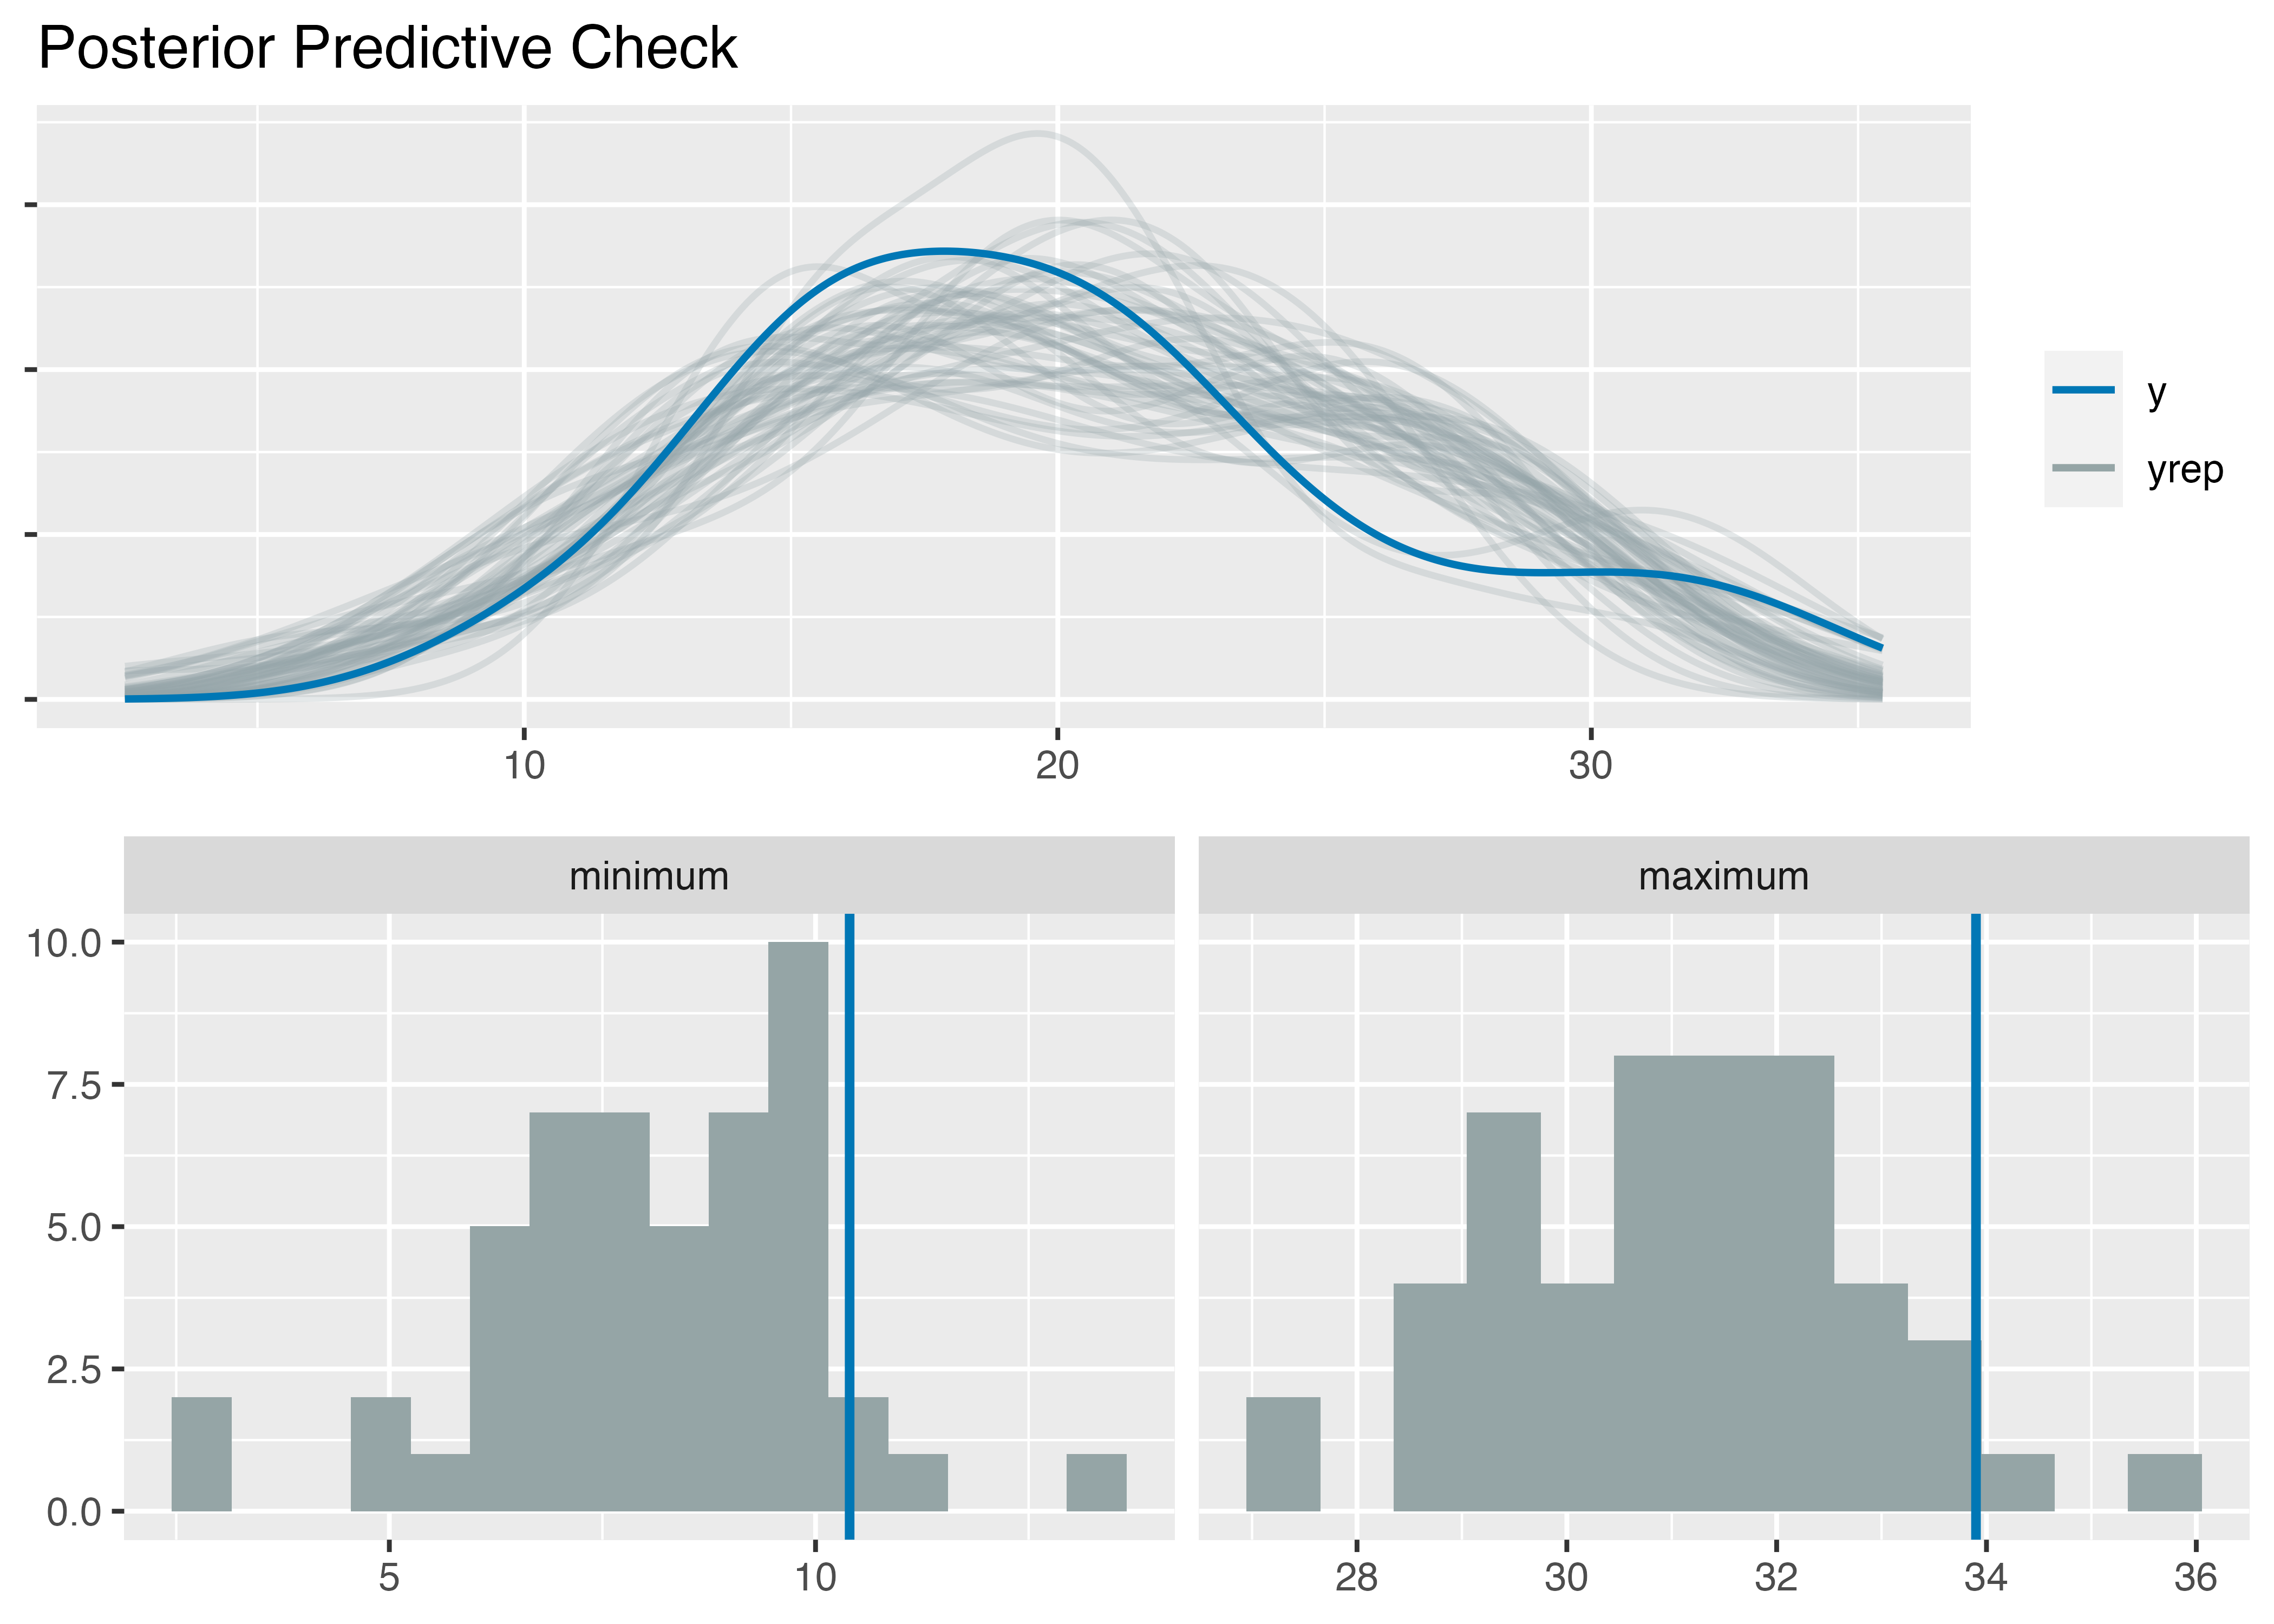 Posterior Predictive Check
y
yrep
10 20 30
minimum maximum
10.0
7.5
5.0
2.5
0.0
5 10 28 30 32 34 36